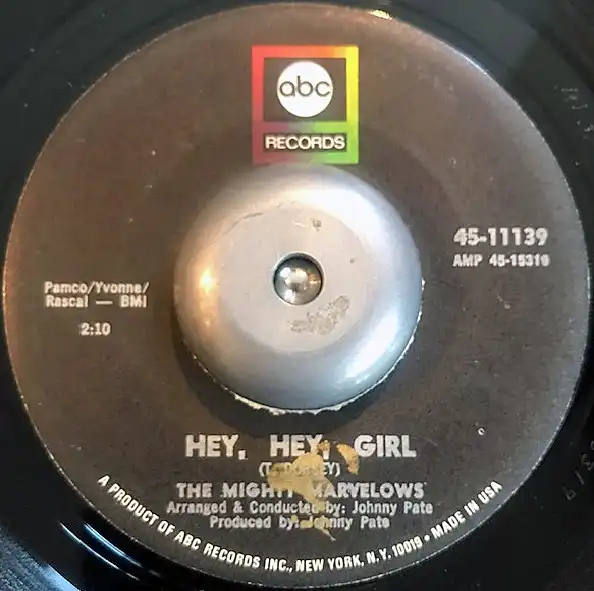 abc
RECORDS
45-11139
AMP 45-15319
Pamco/Yvonne/
Rascal — BMI
2:10
HEY, HEY, GIRL
THE MIGHTY MARVELOWS
Arranged & Conducted by: Johnny Pate
Produced by: Johnny Pate
A PRODUCT OF ABC RECORDS INC., NEW YORK, N.Y. 10019 • MADE IN USA